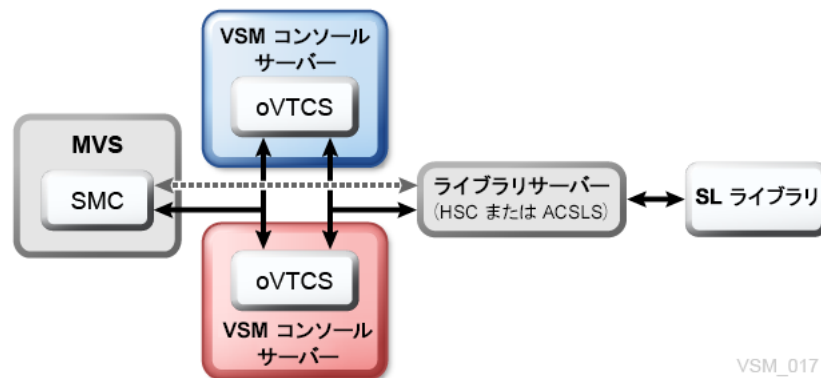 VSM コンソール
サーバー
oVTCS
MVS
SMC
ライブラリサーバー
(HSC または ACSLS)
SL ライブラリ
oVTCS
VSM コンソール
サーバー
VSM_017